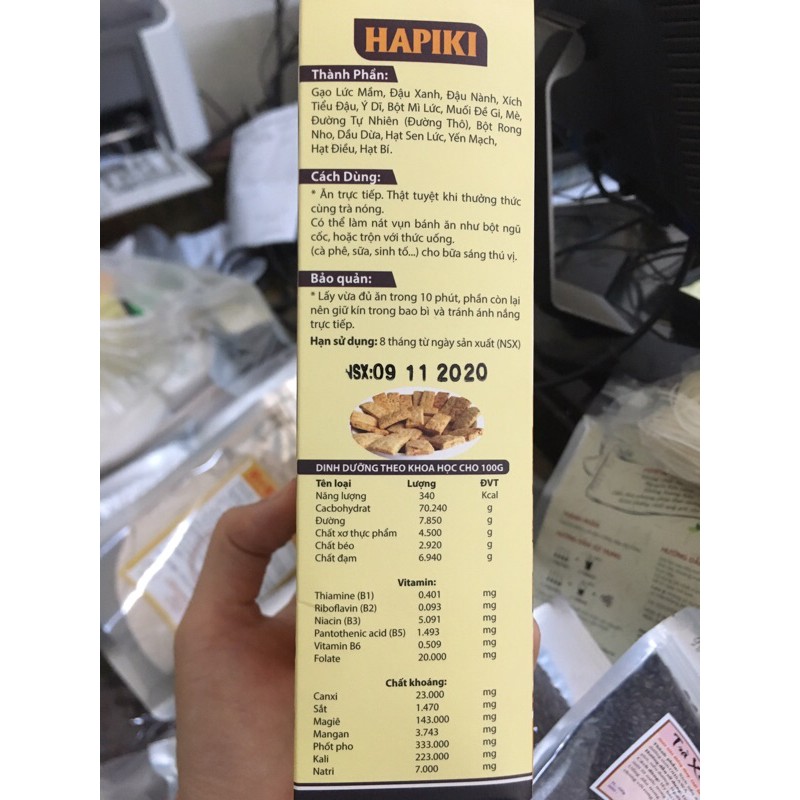 HAPIKI
Thành Phần:
Gạo Lức Mầm, Đậu Xanh, Đậu Nành, Xích
Tiểu Đậu, Ý Dĩ, Bột Mì Lức, Muối Đề Gi, Mè,
Đường Tự Nhiên (Đường Thô), Bột Rong
Nho, Dầu Dừa, Hạt Sen Lức, Yến Mạch,
Hạt Điều, Hạt Bí.
Cách Dùng:
* Ăn trực tiếp. Thật tuyệt khi thưởng thức
cùng trà nóng.
Có thể làm nát vụn bánh ăn như bột ngũ
cốc, hoặc trộn với thức uống.
(cà phê, sữa, sinh tố...) cho bữa sáng thú vị.
Bảo quản:
* Lấy vừa đủ ăn trong 10 phút, phần còn lại
nên giữ kín trong bao bì và tránh ánh nắng
trực tiếp.
Hạn sử dụng: 8 tháng từ ngày sản xuất (NSX)
NSX:09 11 2020
DINH DƯỠNG THEO KHOA HỌC CHO 100G
Tên loại Lượng ĐVT
Năng lượng 340 Kcal
Cacbohydrat 70.240 g
Đường 7.850 g
Chất xơ thực phẩm 4.500 g
Chất béo 2.920 g
Chất đạm 6.940 g
Vitamin:
Thiamine (B1) 0.401 mg
Riboflavin (B2) 0.093 mg
Niacin (B3) 5.091 mg
Pantothenic acid (B5) 1.493 mg
Vitamin B6 0.509 mg
Folate 20.000 mg
Chất khoáng:
Canxi 23.000 mg
Sắt 1.470 mg
Magiê 143.000 mg
Mangan 3.743 mg
Phốt pho 333.000 mg
Kali 223.000 mg
Natri 7.000 mg